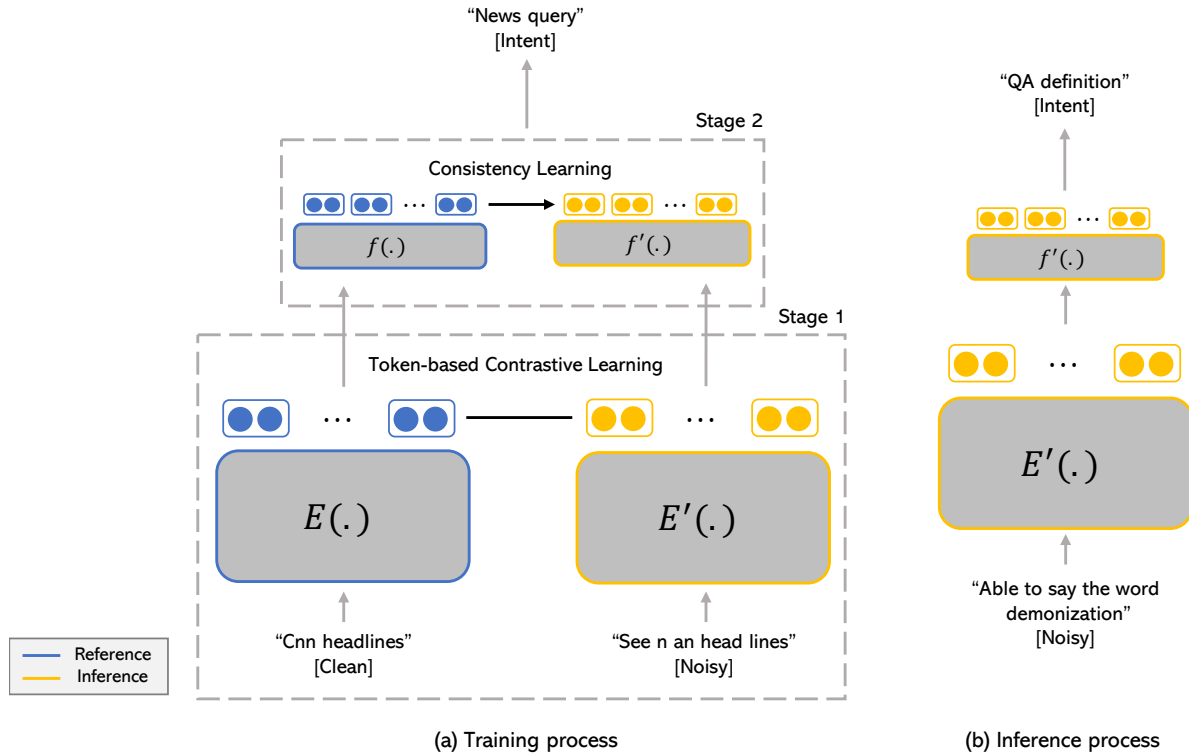 “News query”
[Intent]
Stage 2
Consistency Learning
...
...
f(.)
f′(.)
Stage 1
Token-based Contrastive Learning
...
...
E(.)
E′(.)
“Cnn headlines”
[Clean]
“See n an head lines”
[Noisy]
Reference
Inference
(a) Training process
“QA definition”
[Intent]
...
f′(.)
...
E′(.)
“Able to say the word
demonization”
[Noisy]
(b) Inference process